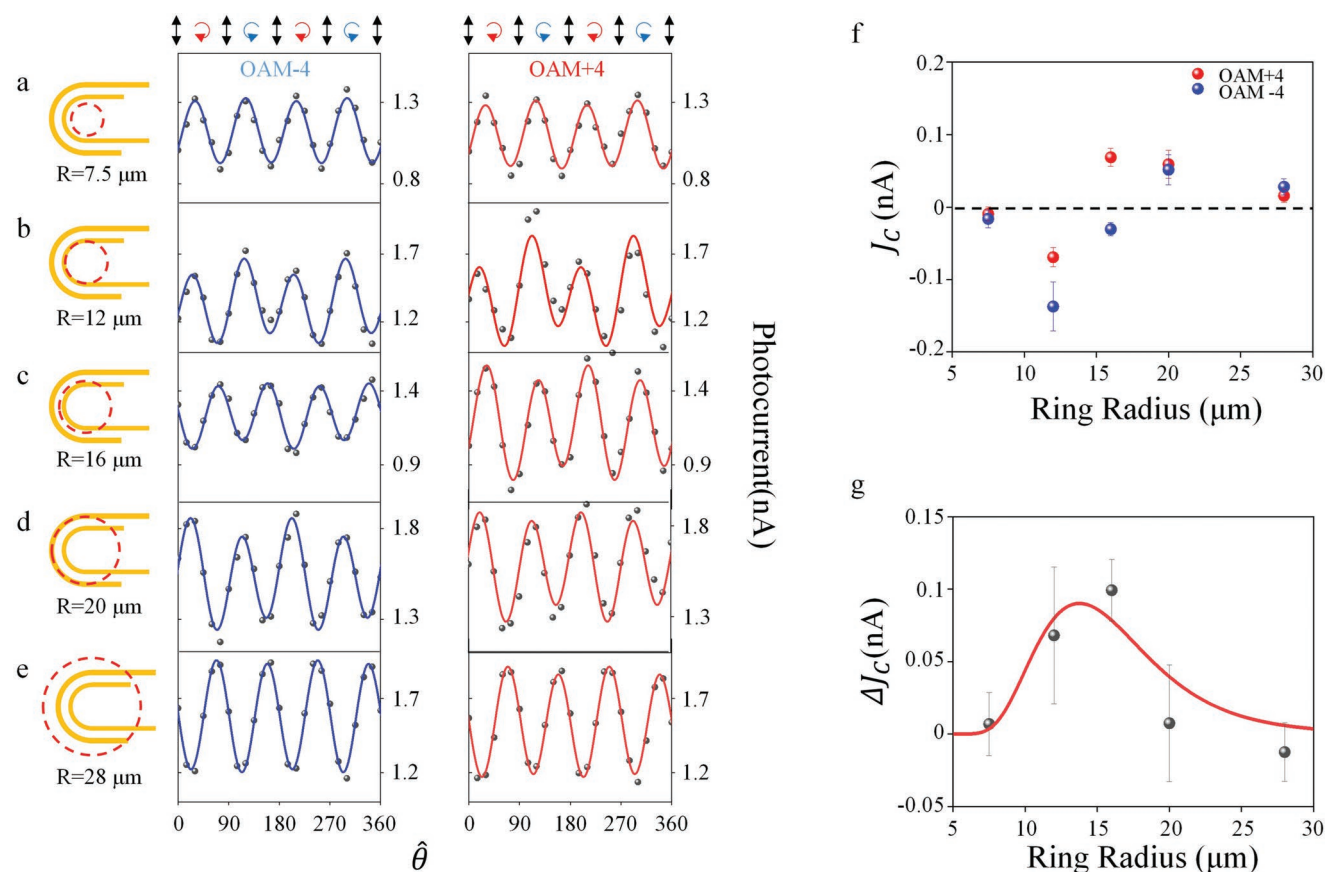 OAM-4
OAM+4
a
R=7.5 μm
1.3
0.8
1.3
0.8
b
R=12 μm
1.7
1.2
1.7
1.2
c
R=16 μm
1.4
0.9
1.4
0.9
d
R=20 μm
1.8
1.3
1.8
1.3
e
R=28 μm
1.7
1.2
1.7
1.2
0 90 180 270 360
0 90 180 270 360
θ̂
Photocurrent(nA)
f
OAM+4
OAM -4
0.2
0.1
0
-0.1
-0.2
J_C (nA)
5 10 15 20 25 30
Ring Radius (μm)
g
0.15
0.1
0.05
0
-0.05
ΔJ_C(nA)
5 10 15 20 25 30
Ring Radius (μm)